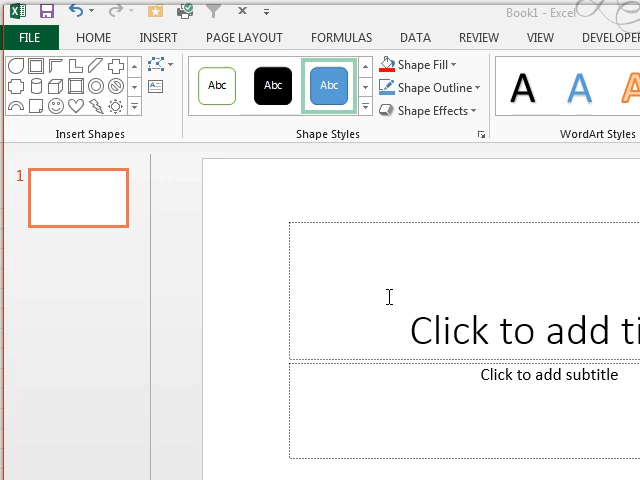 Book1 - Excel
FILE HOME INSERT PAGE LAYOUT FORMULAS DATA REVIEW VIEW DEVELOPER
Abc Abc Abc
Shape Fill
Shape Outline
Shape Effects
A A A
Insert Shapes Shape Styles WordArt Styles
1
Click to add ti
Click to add subtitle